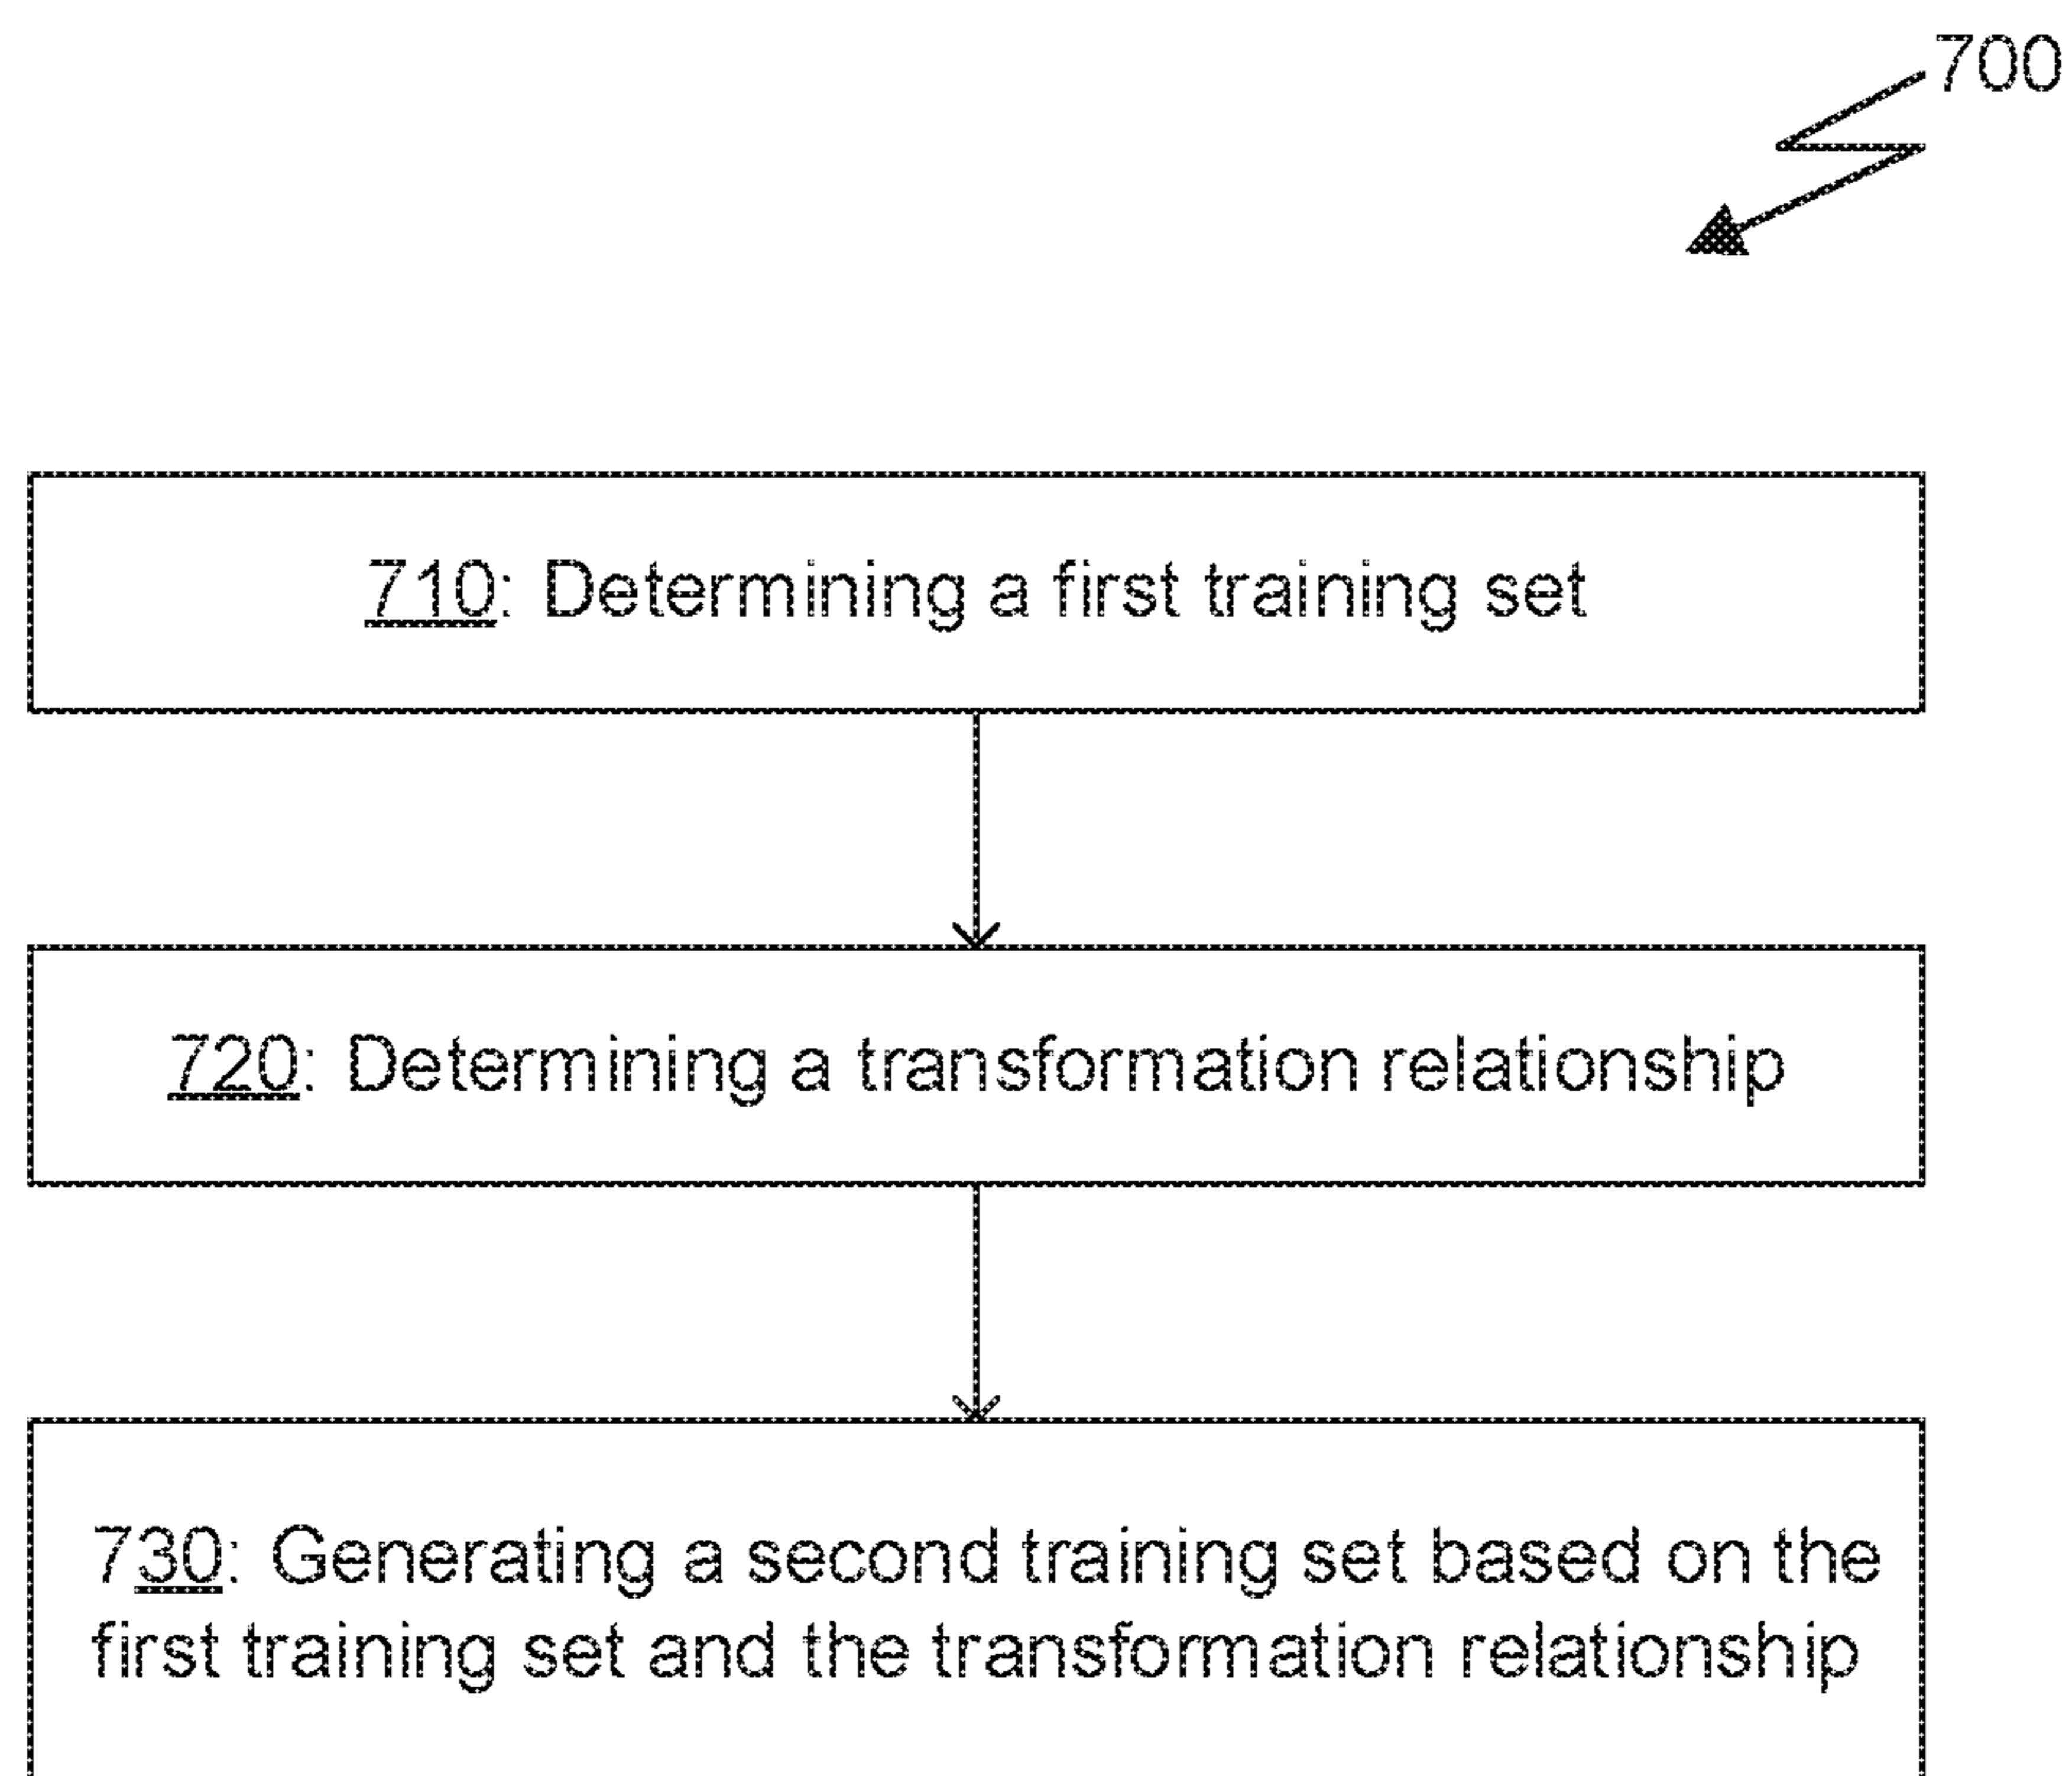 700
710: Determining a first training set
720: Determining a transformation relationship
730: Generating a second training set based on the
first training set and the transformation relationship